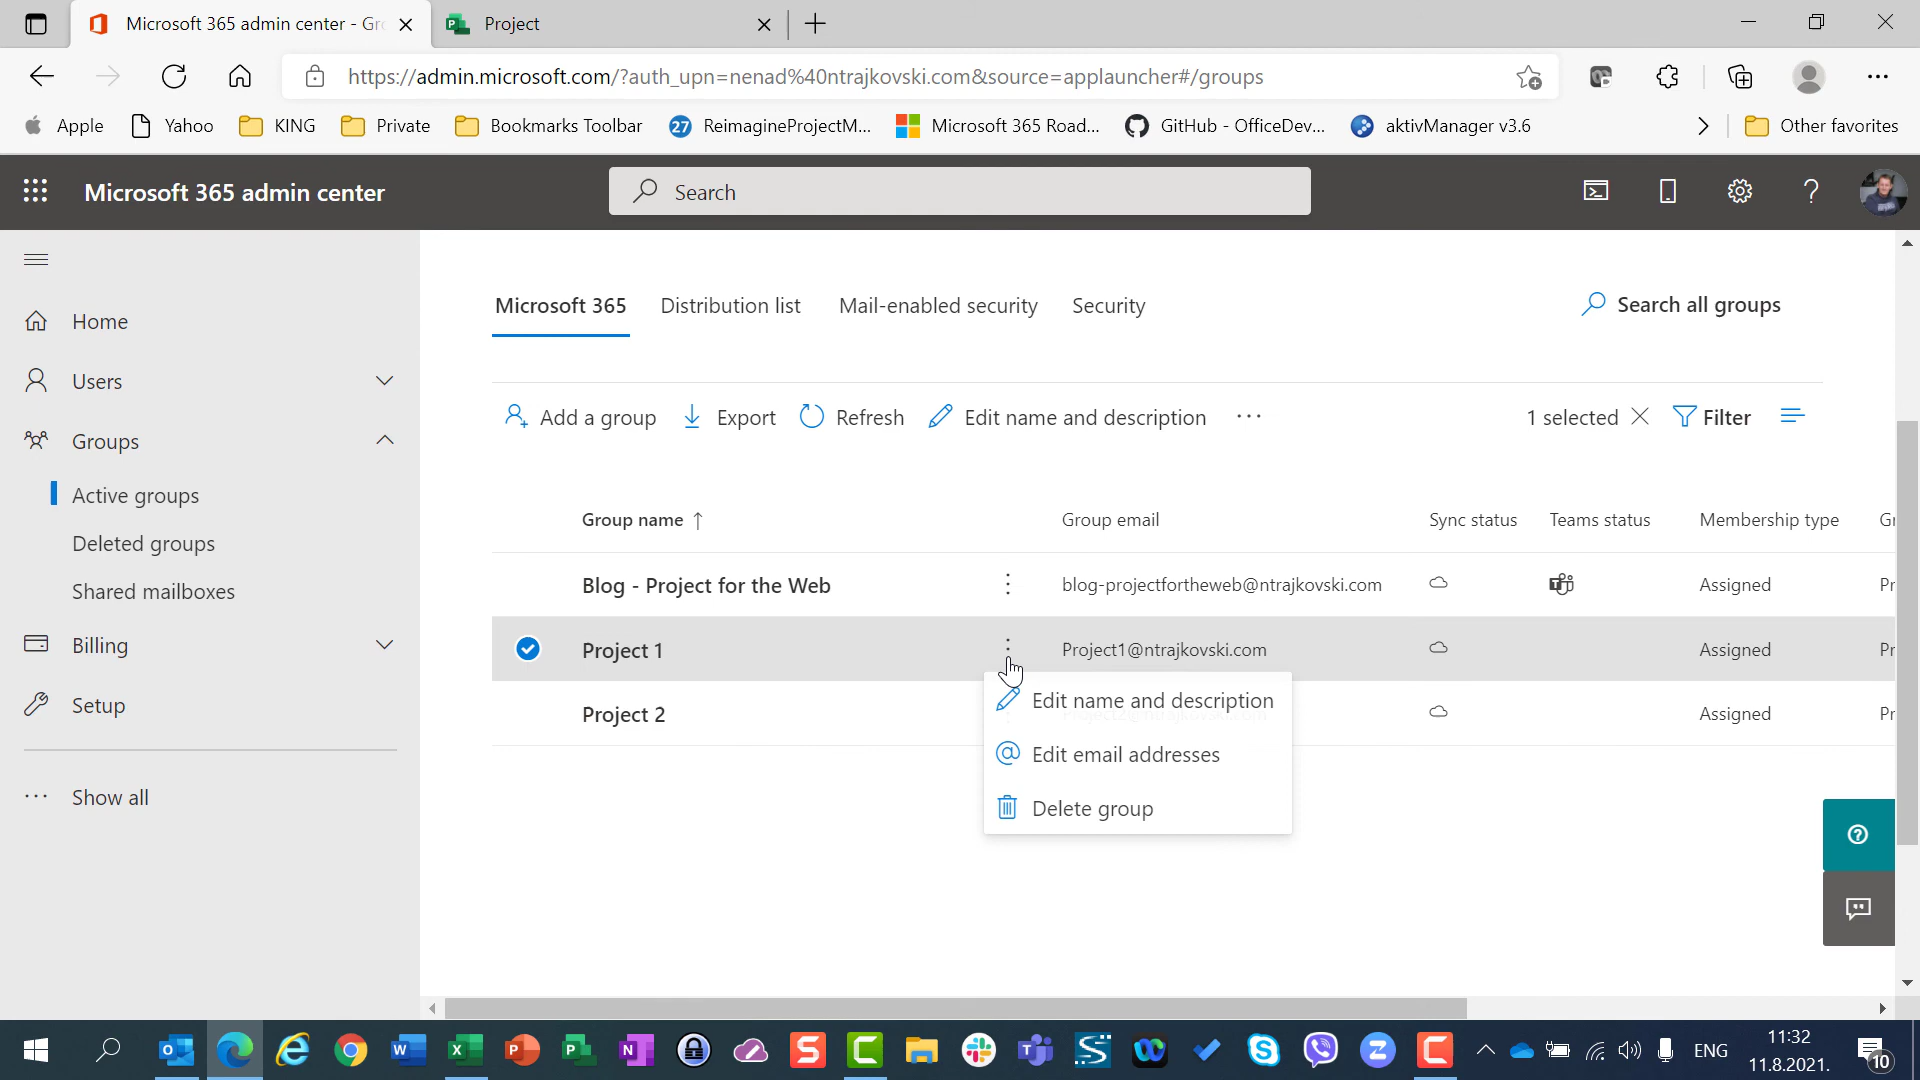 Microsoft 365 admin center - Gr
Project
https://admin.microsoft.com/?auth_upn=nenad%40ntrajkovski.com&source=applauncher#/groups
Apple Yahoo KING Private Bookmarks Toolbar 27 ReimagineProjectM... Microsoft 365 Road... GitHub - OfficeDev... aktivManager v3.6 Other favorites
Microsoft 365 admin center
Search
Home
Users
Groups
Active groups
Deleted groups
Shared mailboxes
Billing
Setup
Show all
Microsoft 365 Distribution list Mail-enabled security Security Search all groups
Add a group Export Refresh Edit name and description 1 selected Filter
Group name ↑ Group email Sync status Teams status Membership type Gr
Blog - Project for the Web blog-projectfortheweb@ntrajkovski.com Assigned Pr
Project 1 Project1@ntrajkovski.com Assigned Pr
Project 2 Assigned Pr
Edit name and description
Edit email addresses
Delete group
ENG
11:32
11.8.2021.
10